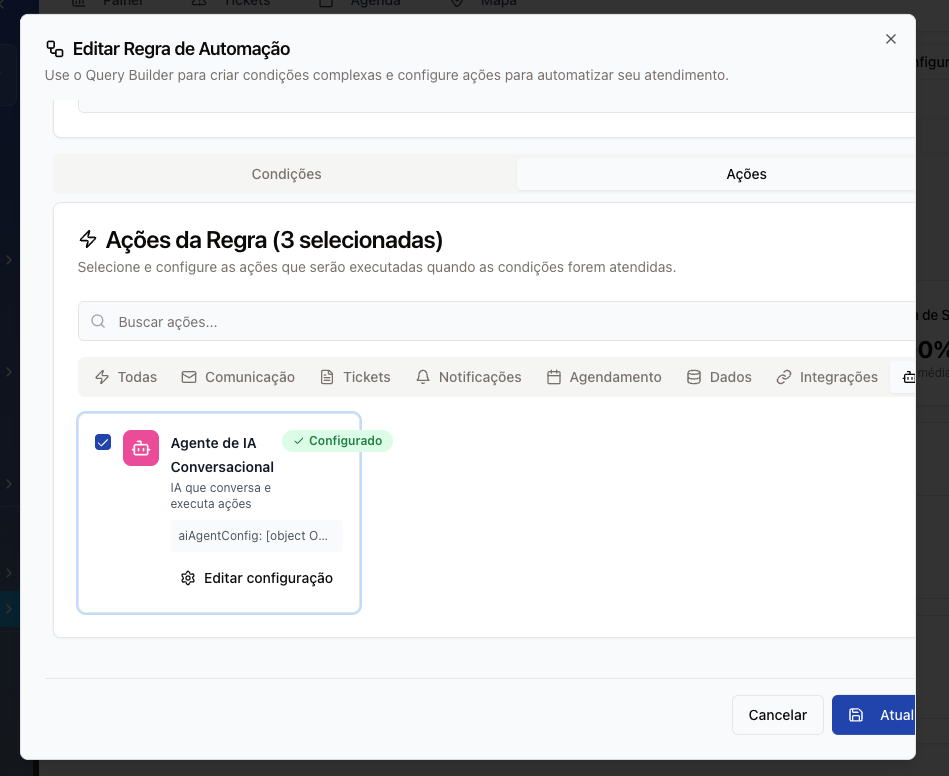 Painel Tickets Agenda Mapa
Editar Regra de Automação
Use o Query Builder para criar condições complexas e configure ações para automatizar seu atendimento.
Condições
Ações
Ações da Regra (3 selecionadas)
Selecione e configure as ações que serão executadas quando as condições forem atendidas.
Buscar ações...
Todas
Comunicação
Tickets
Notificações
Agendamento
Dados
Integrações
Agente de IA
Conversacional
Configurado
IA que conversa e
executa ações
aiAgentConfig: [object O...
Editar configuração
Cancelar
Atual
0%